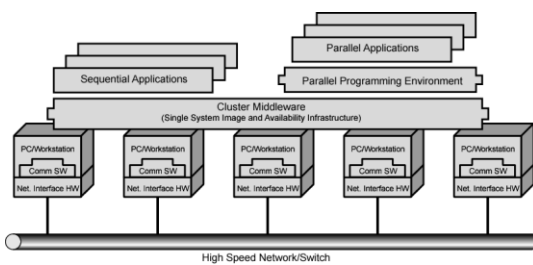 Parallel Applications
Sequential Applications
Parallel Programming Environment
Cluster Middleware
(Single System Image and Availability Infrastructure)
PC/Workstation
Comm SW
Net. Interface HW
PC/Workstation
Comm SW
Net. Interface HW
PC/Workstation
Comm SW
Net. Interface HW
PC/Workstation
Comm SW
Net. Interface HW
PC/Workstation
Comm SW
Net. Interface HW
High Speed Network/Switch